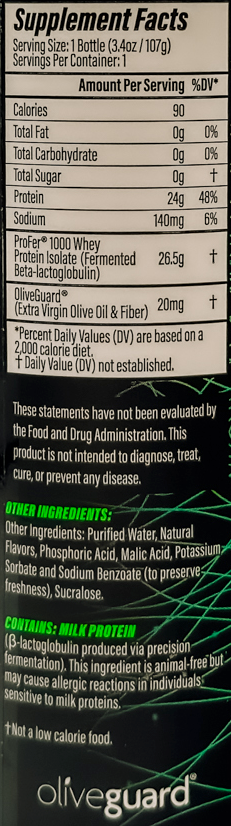 Supplement Facts
Serving Size: 1 Bottle (3.4oz / 107g)
Servings Per Container: 1
Amount Per Serving %DV*
Calories 90
Total Fat 0g 0%
Total Carbohydrate 0g 0%
Total Sugar 0g †
Protein 24g 48%
Sodium 140mg 6%
ProFer® 1000 Whey
Protein Isolate (Fermented 26.5g †
Beta-lactoglobulin)
OliveGuard®
(Extra Virgin Olive Oil & Fiber) 20mg †
*Percent Daily Values (DV) are based on a
2,000 calorie diet.
† Daily Value (DV) not established.
These statements have not been evaluated by
the Food and Drug Administration. This
product is not intended to diagnose, treat,
cure, or prevent any disease.
OTHER INGREDIENTS:
Other Ingredients: Purified Water, Natural
Flavors, Phosphoric Acid, Malic Acid, Potassium
Sorbate and Sodium Benzoate (to preserve
freshness), Sucralose.
CONTAINS: MILK PROTEIN
(β-lactoglobulin produced via precision
fermentation). This ingredient is animal-free but
may cause allergic reactions in individuals
sensitive to milk proteins.
†Not a low calorie food.
oliveguard®